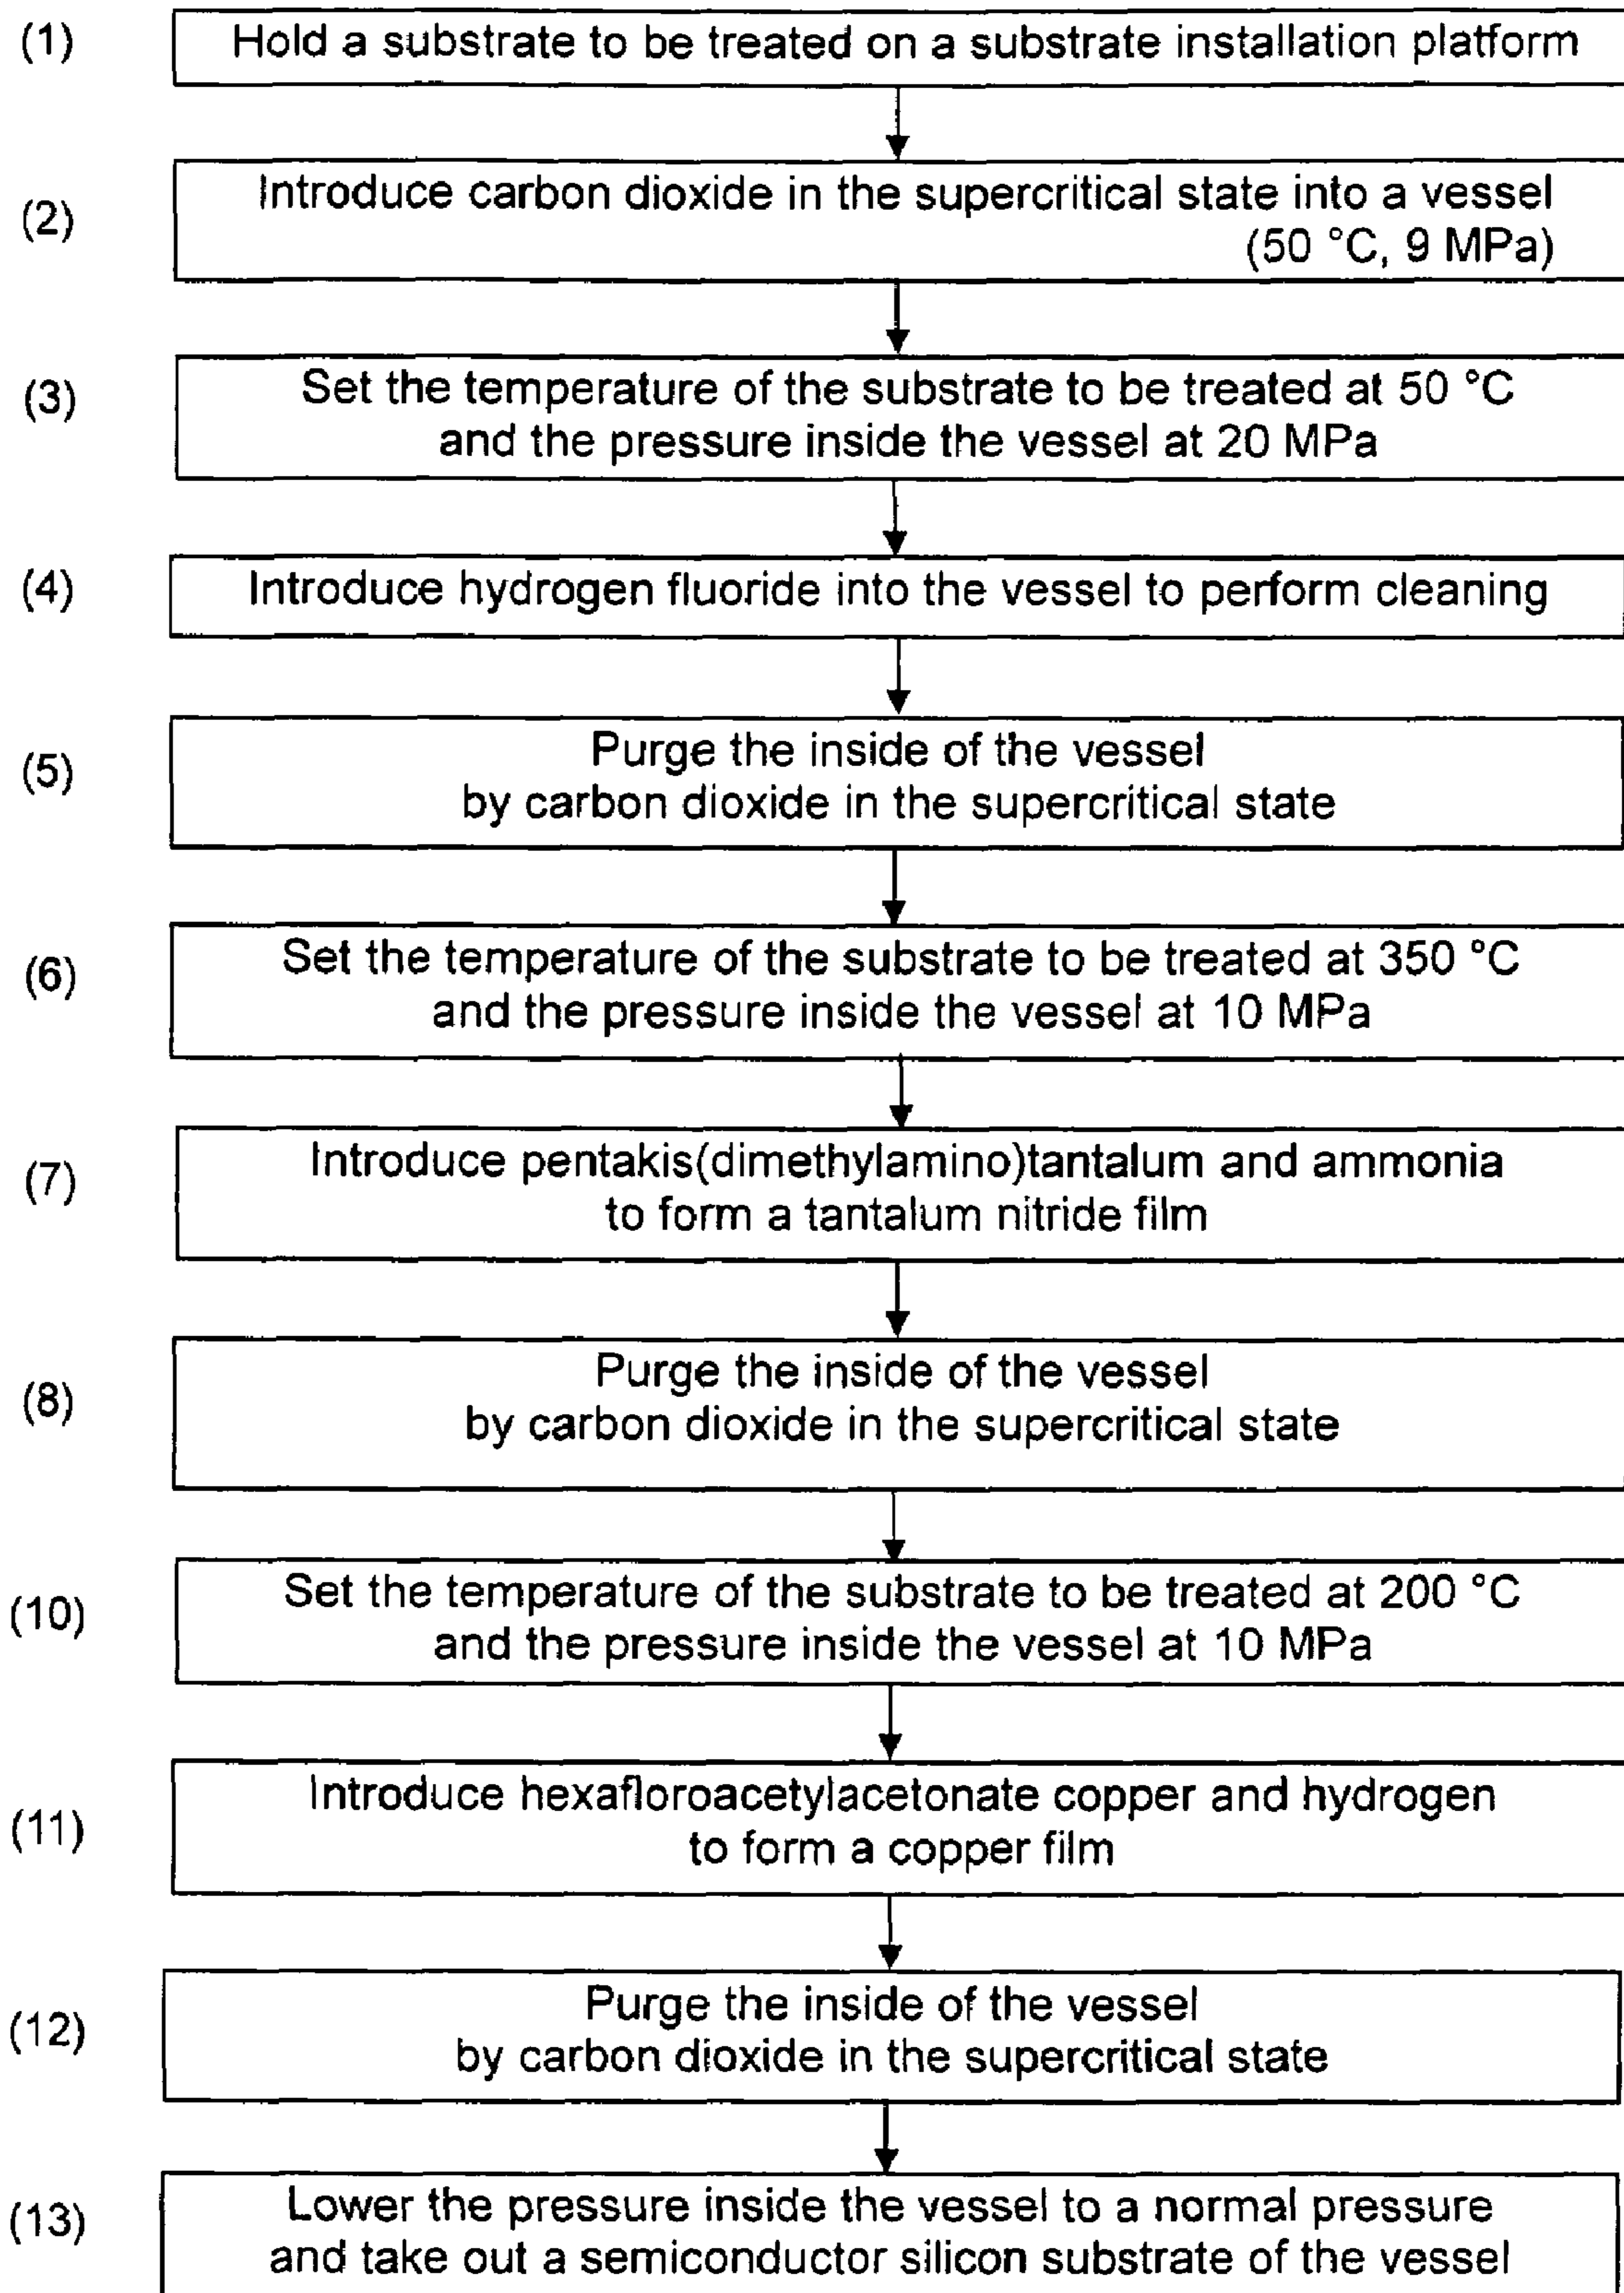 (1) Hold a substrate to be treated on a substrate installation platform
(2) Introduce carbon dioxide in the supercritical state into a vessel
(50 °C, 9 MPa)
(3) Set the temperature of the substrate to be treated at 50 °C
and the pressure inside the vessel at 20 MPa
(4) Introduce hydrogen fluoride into the vessel to perform cleaning
(5) Purge the inside of the vessel
by carbon dioxide in the supercritical state
(6) Set the temperature of the substrate to be treated at 350 °C
and the pressure inside the vessel at 10 MPa
(7) Introduce pentakis(dimethylamino)tantalum and ammonia
to form a tantalum nitride film
(8) Purge the inside of the vessel
by carbon dioxide in the supercritical state
(10) Set the temperature of the substrate to be treated at 200 °C
and the pressure inside the vessel at 10 MPa
(11) Introduce hexafloroacetylacetonate copper and hydrogen
to form a copper film
(12) Purge the inside of the vessel
by carbon dioxide in the supercritical state
(13) Lower the pressure inside the vessel to a normal pressure
and take out a semiconductor silicon substrate of the vessel